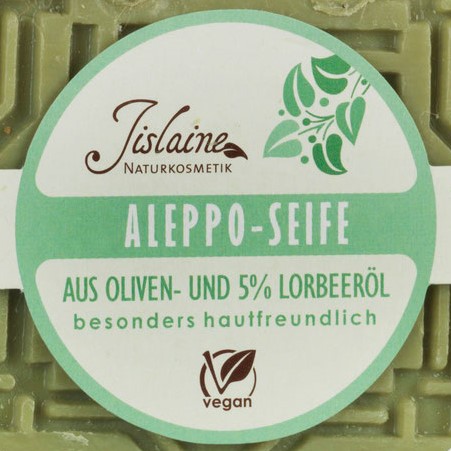 Jislaine
NATURKOSMETIK
ALEPPO-SEIFE
AUS OLIVEN- UND 5% LORBEERÖL
besonders hautfreundlich
vegan